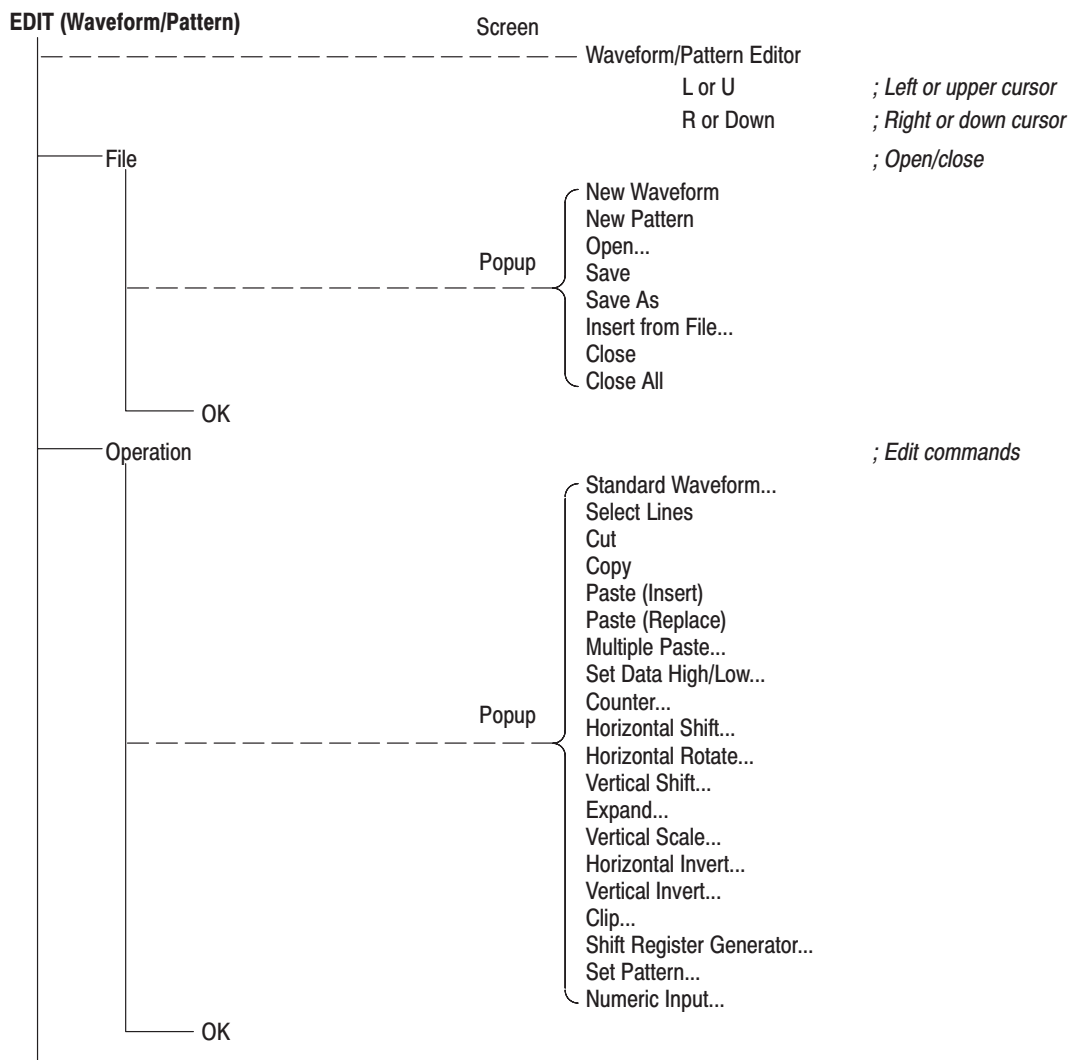 EDIT (Waveform/Pattern)
Screen
Waveform/Pattern Editor
L or U ; Left or upper cursor
R or Down ; Right or down cursor
File ; Open/close
New Waveform
New Pattern
Open...
Popup
Save
Save As
Insert from File...
Close
Close All
OK
Operation ; Edit commands
Standard Waveform...
Select Lines
Cut
Copy
Paste (Insert)
Paste (Replace)
Multiple Paste...
Set Data High/Low...
Counter...
Popup
Horizontal Shift...
Horizontal Rotate...
Vertical Shift...
Expand...
Vertical Scale...
Horizontal Invert...
Vertical Invert...
Clip...
Shift Register Generator...
Set Pattern...
Numeric Input...
OK